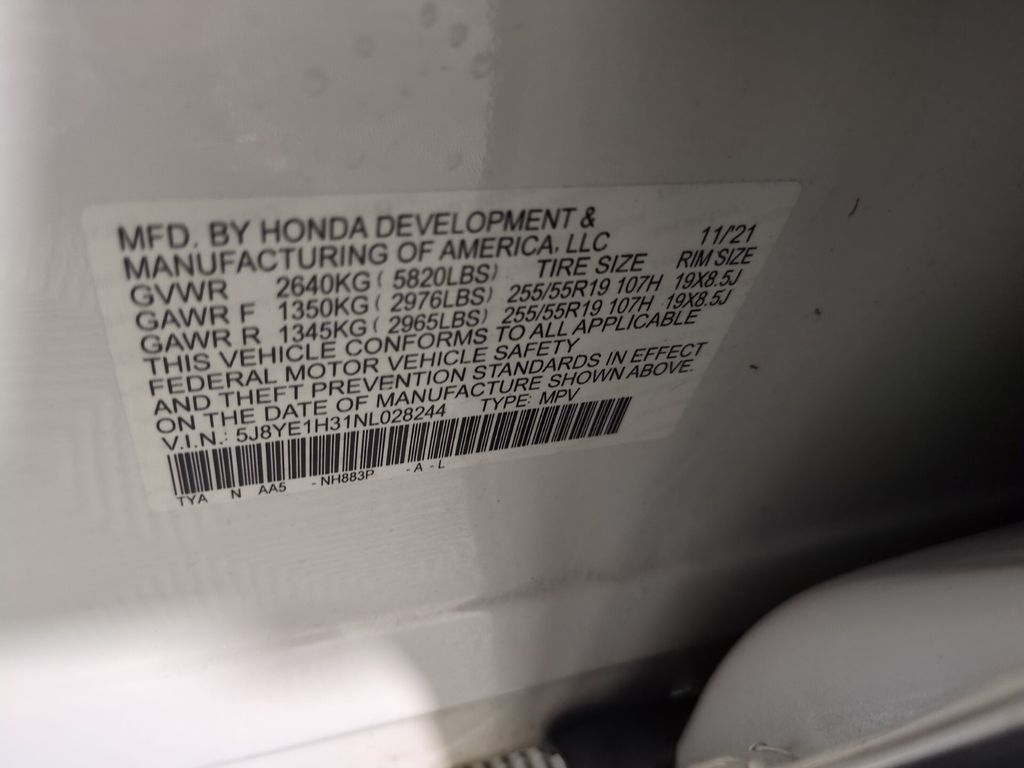 MFD. BY HONDA DEVELOPMENT &
MANUFACTURING OF AMERICA, LLC 11/'21
GVWR 2640KG ( 5820LBS) TIRE SIZE RIM SIZE
GAWR F 1350KG ( 2976LBS) 255/55R19 107H 19X8.5J
GAWR R 1345KG ( 2965LBS) 255/55R19 107H 19X8.5J
THIS VEHICLE CONFORMS TO ALL APPLICABLE
FEDERAL MOTOR VEHICLE SAFETY
AND THEFT PREVENTION STANDARDS IN EFFECT
ON THE DATE OF MANUFACTURE SHOWN ABOVE.
V.I.N.: 5J8YE1H31NL028244 TYPE: MPV
TYA N AA5 - NH883P - A - L